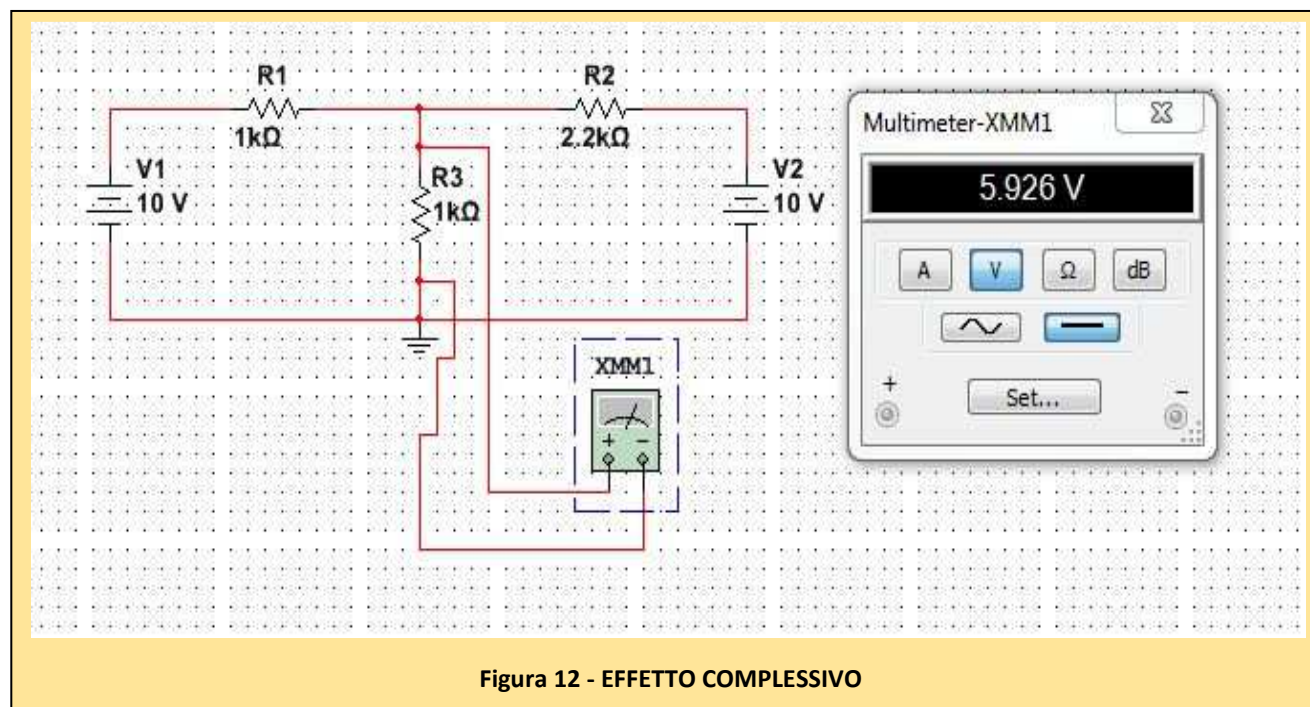 R1
1kΩ
R2
2.2kΩ
V1
10 V
R3
1kΩ
V2
10 V
XMM1
+ −
Multimeter-XMM1
5.926 V
A V Ω dB
+ −
Set...
Figura 12 - EFFETTO COMPLESSIVO